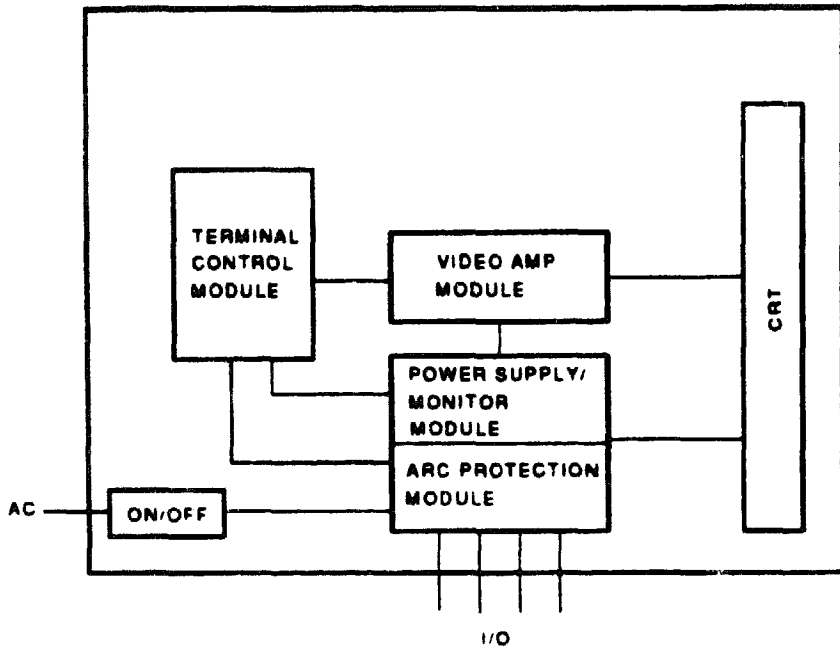 TERMINAL
CONTROL
MODULE
VIDEO AMP
MODULE
CRT
POWER SUPPLY/
MONITOR
MODULE
ARC PROTECTION
MODULE
AC
ON/OFF
I/O